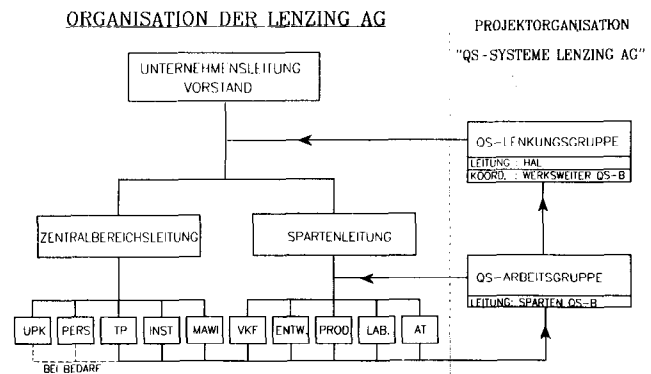 ORGANISATION DER LENZING AG
PROJEKTORGANISATION
"QS-SYSTEME LENZING AG"
UNTERNEHMENSLEITUNG
VORSTAND
QS-LENKUNGSGRUPPE
LEITUNG : HAL
KOORD. : WERKSWEITER QS-B
ZENTRALBEREICHSLEITUNG
SPARTENLEITUNG
QS-ARBEITSGRUPPE
LEITUNG: SPARTEN QS-B
UPK PERS TP INST MAWI VKF ENTW. PROD LAB. AT
BEI BEDARF